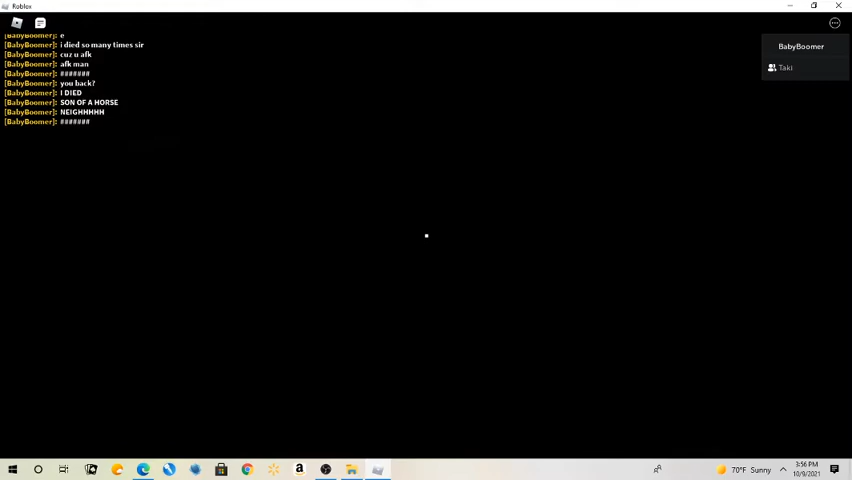 Roblox
[BabyBoomer]: e
[BabyBoomer]: i died so many times sir
[BabyBoomer]: cuz u afk
[BabyBoomer]: afk man
[BabyBoomer]: #######
[BabyBoomer]: you back?
[BabyBoomer]: I DIED
[BabyBoomer]: SON OF A HORSE
[BabyBoomer]: NEIGHHHHH
[BabyBoomer]: #######
BabyBoomer
Taki
70°F Sunny
3:56 PM
10/9/2021